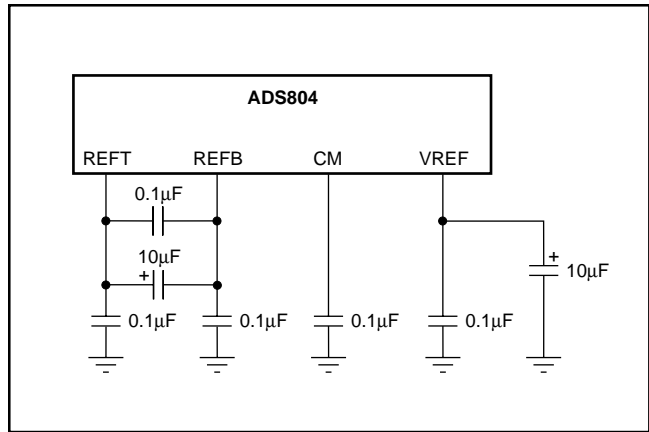 ADS804
REFT REFB CM VREF
0.1µF
10µF
+
+
10µF
0.1µF 0.1µF 0.1µF 0.1µF